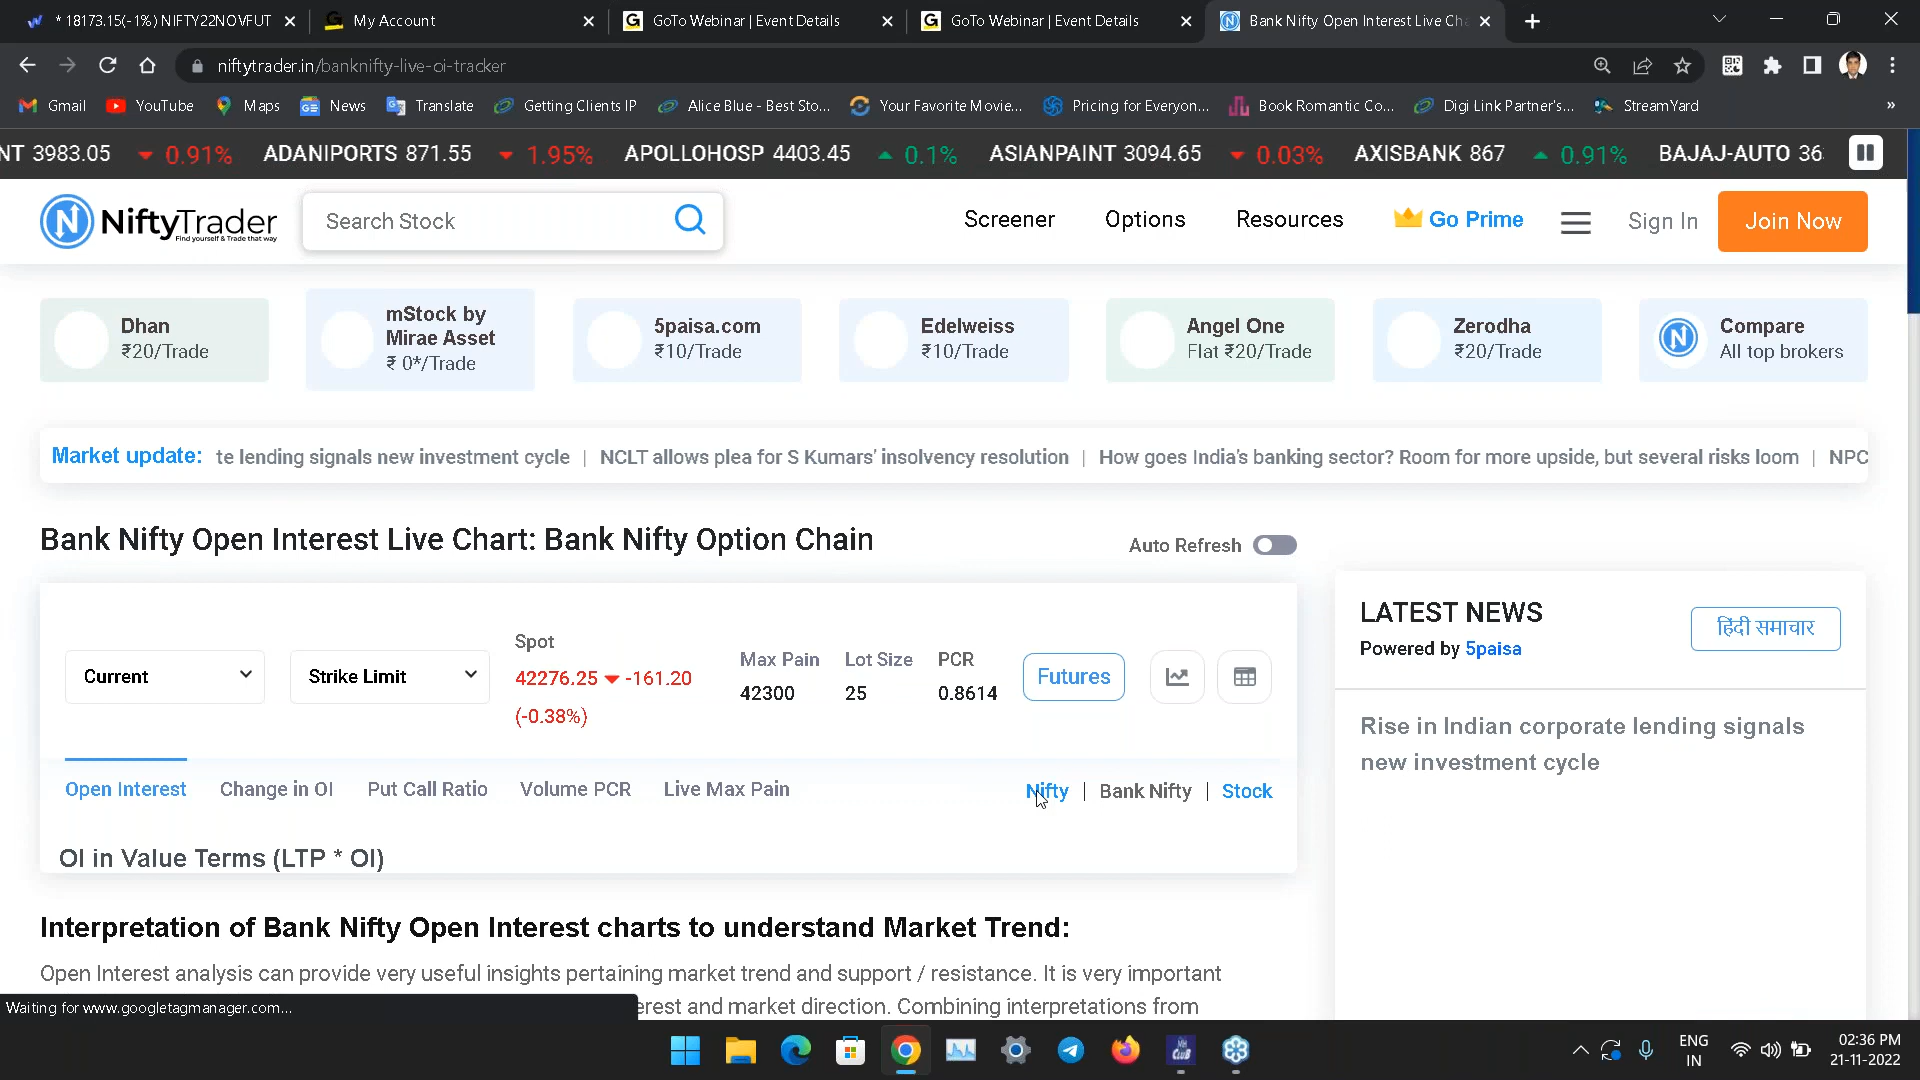 * 18173.15(-1%) NIFTY22NOVFUT
My Account
GoTo Webinar | Event Details
GoTo Webinar | Event Details
Bank Nifty Open Interest Live Cha
niftytrader.in/banknifty-live-oi-tracker
Gmail
YouTube
Maps
News
Translate
Getting Clients IP
Alice Blue - Best Sto...
Your Favorite Movie...
Pricing for Everyon...
Book Romantic Co...
Digi Link Partner's...
StreamYard
»
NT 3983.05 0.91% ADANIPORTS 871.55 1.95% APOLLOHOSP 4403.45 0.1% ASIANPAINT 3094.65 0.03% AXISBANK 867 0.91% BAJAJ-AUTO 36
NiftyTrader
Find yourself & Trade that way
Search Stock
Screener
Options
Resources
Go Prime
Sign In
Join Now
Dhan
₹20/Trade
mStock by
Mirae Asset
₹ 0*/Trade
5paisa.com
₹10/Trade
Edelweiss
₹10/Trade
Angel One
Flat ₹20/Trade
Zerodha
₹20/Trade
Compare
All top brokers
Market update: te lending signals new investment cycle | NCLT allows plea for S Kumars' insolvency resolution | How goes India's banking sector? Room for more upside, but several risks loom | NPC
Bank Nifty Open Interest Live Chart: Bank Nifty Option Chain
Auto Refresh
Current
Strike Limit
Spot
42276.25 -161.20
(-0.38%)
Max Pain
42300
Lot Size
25
PCR
0.8614
Futures
Open Interest
Change in OI
Put Call Ratio
Volume PCR
Live Max Pain
Nifty | Bank Nifty | Stock
OI in Value Terms (LTP * OI)
LATEST NEWS
Powered by 5paisa
हिंदी समाचार
Rise in Indian corporate lending signals
new investment cycle
Interpretation of Bank Nifty Open Interest charts to understand Market Trend:
Open Interest analysis can provide very useful insights pertaining market trend and support / resistance. It is very important
erest and market direction. Combining interpretations from
Waiting for www.googletagmanager.com...
MH
CLUB
ENG
IN
02:36 PM
21-11-2022